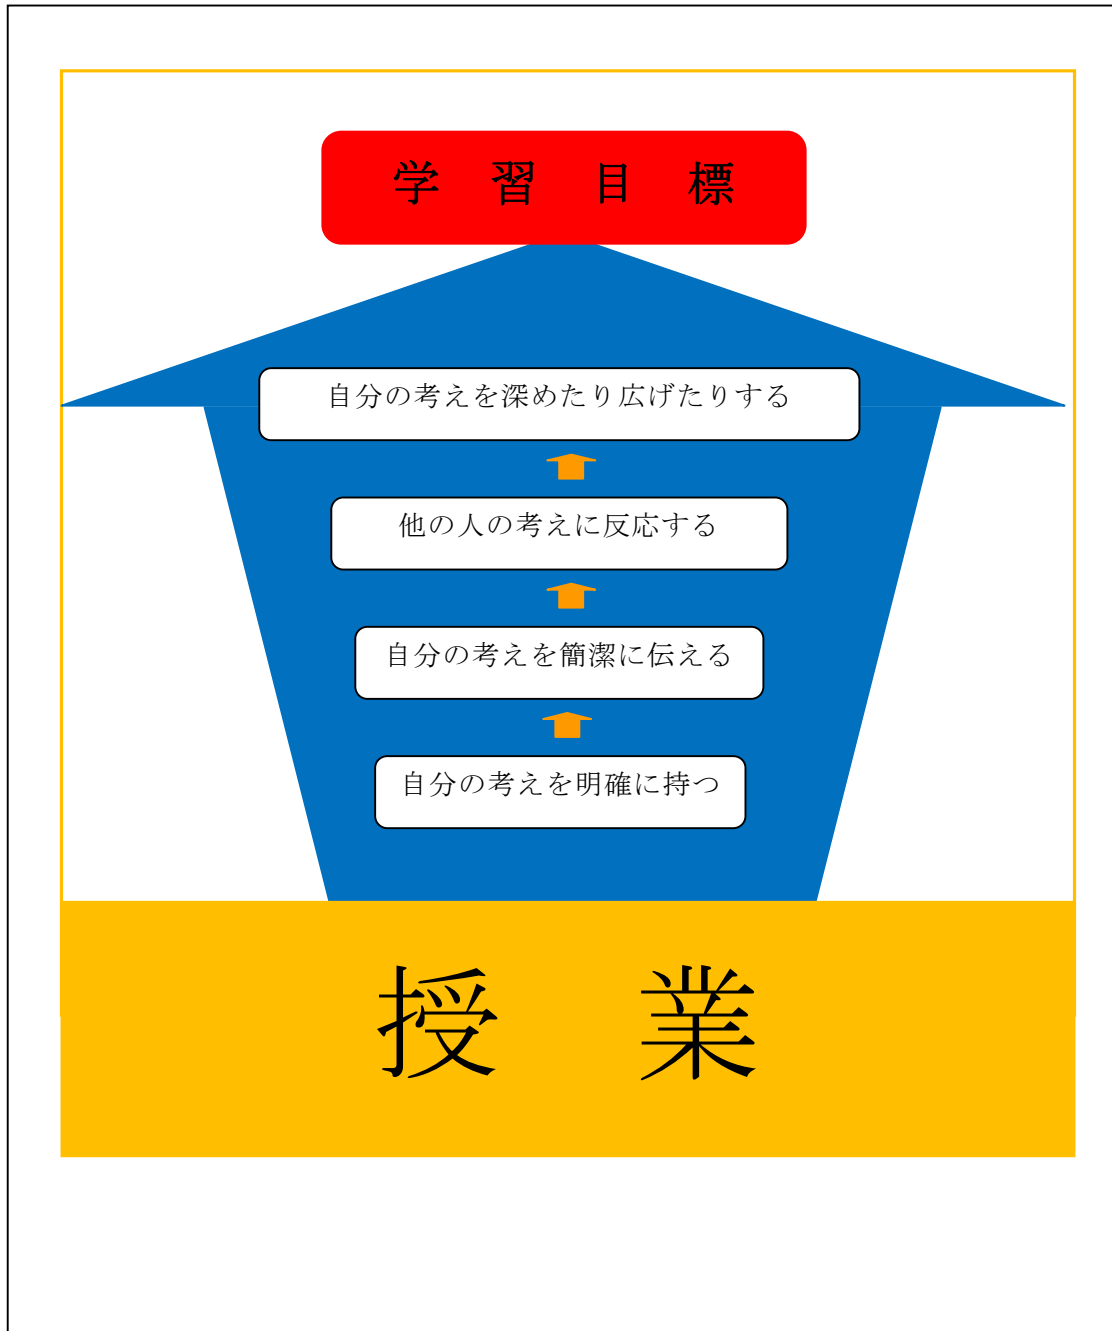 学習目標
自分の考えを深めたり広げたりする
他の人の考えに反応する
自分の考えを簡潔に伝える
自分の考えを明確に持つ
授業